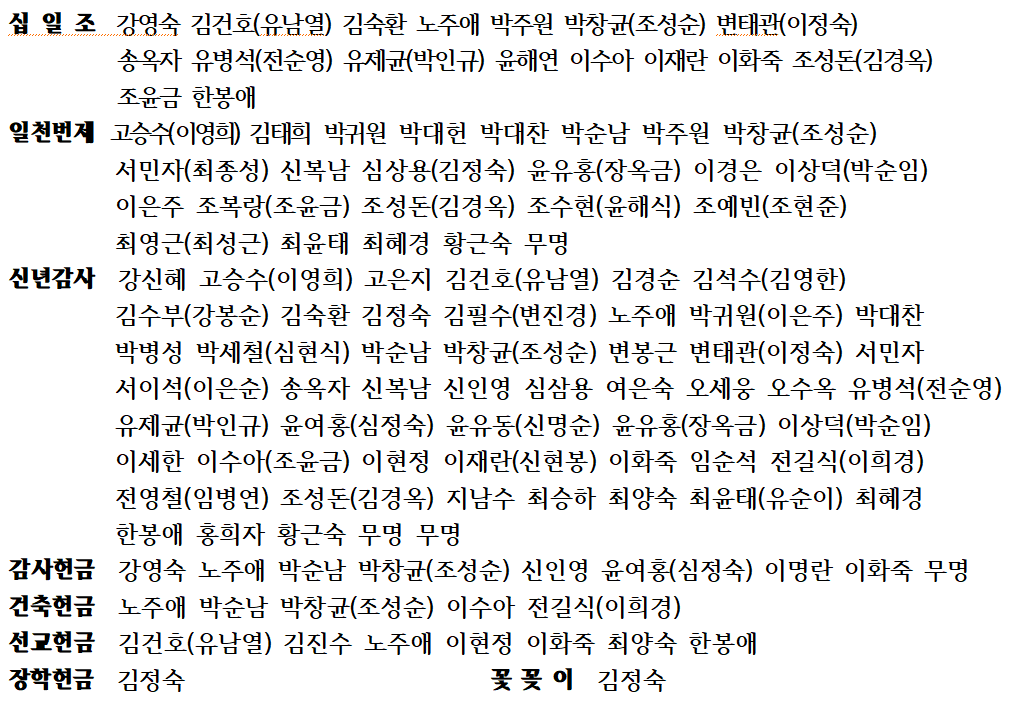 십 일 조 강영숙 김건호(유남열) 김숙환 노주애 박주원 박창균(조성순) 변태관(이정숙)
송옥자 유병석(전순영) 유제균(박인규) 윤해연 이수아 이재란 이화죽 조성돈(김경옥)
조윤금 한봉애
일천번제 고승수(이영희) 김태희 박귀원 박대헌 박대찬 박순남 박주원 박창균(조성순)
서민자(최종성) 신복남 심상용(김정숙) 윤유홍(장옥금) 이경은 이상덕(박순임)
이은주 조복랑(조윤금) 조성돈(김경옥) 조수현(윤해식) 조예빈(조현준)
최영근(최성근) 최윤태 최혜경 황근숙 무명
신년감사 강신혜 고승수(이영희) 고은지 김건호(유남열) 김경순 김석수(김영한)
김수부(강봉순) 김숙환 김정숙 김필수(변진경) 노주애 박귀원(이은주) 박대찬
박병성 박세철(심현식) 박순남 박창균(조성순) 변봉근 변태관(이정숙) 서민자
서이석(이은순) 송옥자 신복남 신인영 심삼용 여은숙 오세웅 오수옥 유병석(전순영)
유제균(박인규) 윤여홍(심정숙) 윤유동(신명순) 윤유홍(장옥금) 이상덕(박순임)
이세한 이수아(조윤금) 이현정 이재란(신현봉) 이화죽 임순석 전길식(이희경)
전영철(임병연) 조성돈(김경옥) 지남수 최승하 최양숙 최윤태(유순이) 최혜경
한봉애 홍희자 황근숙 무명 무명
감사헌금 강영숙 노주애 박순남 박창균(조성순) 신인영 윤여홍(심정숙) 이명란 이화죽 무명
건축헌금 노주애 박순남 박창균(조성순) 이수아 전길식(이희경)
선교헌금 김건호(유남열) 김진수 노주애 이현정 이화죽 최양숙 한봉애
장학헌금 김정숙 꽃 꽂 이 김정숙